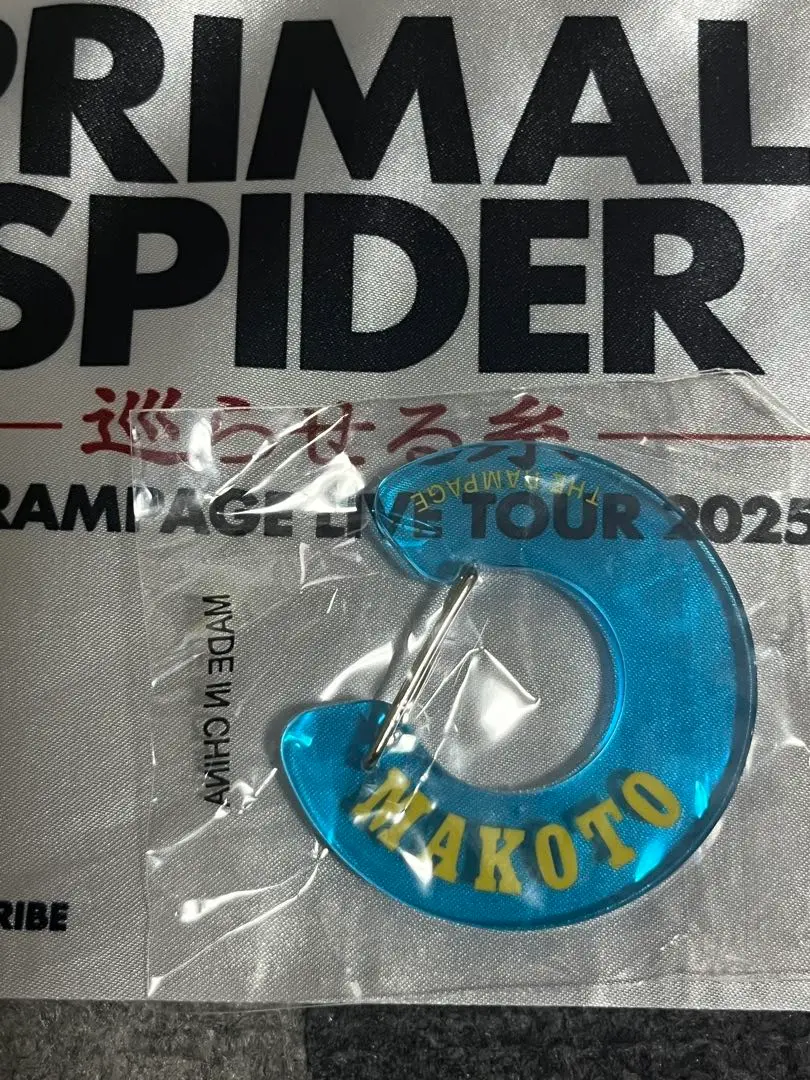 PRIMAL
SPIDER
巡らせる糸
RAMPAGE LIVE TOUR 2025
THE RAMPAGE
MADE IN CHINA
MAKOTO
RIBE